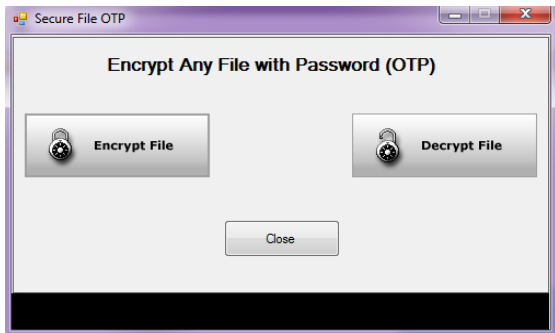 Secure File OTP
Encrypt Any File with Password (OTP)
Encrypt File
Decrypt File
Close